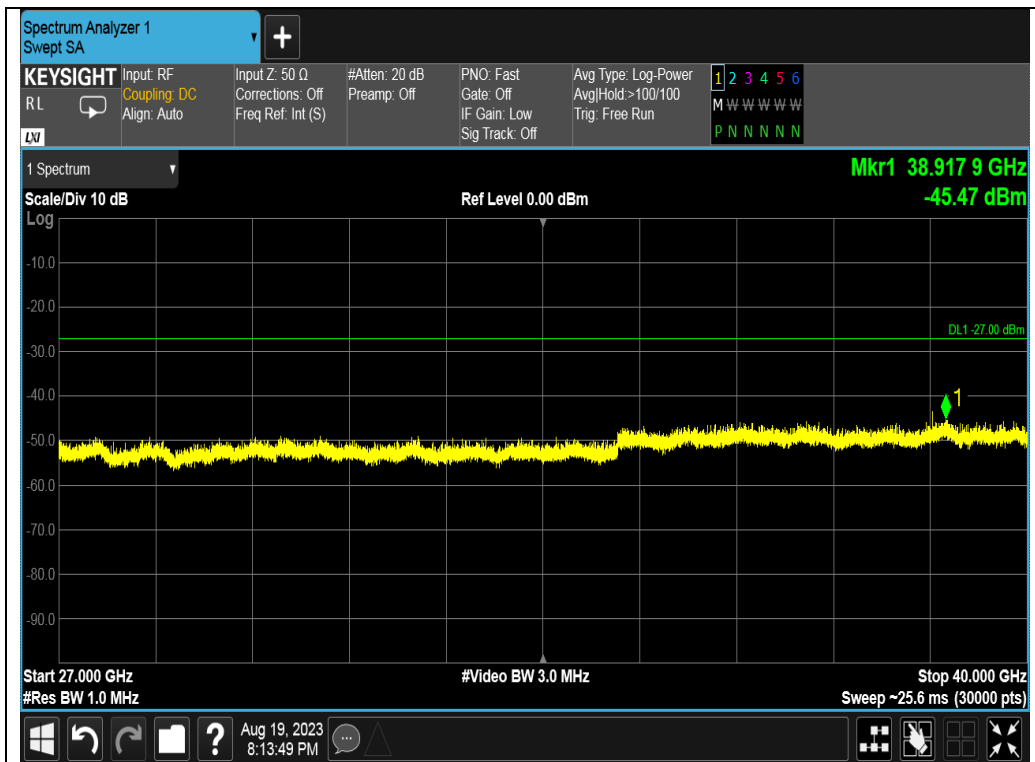 Spectrum Analyzer 1
Swept SA
+
KEYSIGHT
RL
LXI
Input: RF
Coupling: DC
Align: Auto
Input Z: 50 Ω
Corrections: Off
Freq Ref: Int (S)
#Atten: 20 dB
Preamp: Off
PNO: Fast
Gate: Off
IF Gain: Low
Sig Track: Off
Avg Type: Log-Power
Avg|Hold:>100/100
Trig: Free Run
1 2 3 4 5 6
M W W W W W
P N N N N N
1 Spectrum
Mkr1 38.917 9 GHz
-45.47 dBm
Scale/Div 10 dB
Ref Level 0.00 dBm
Log
-10.0
-20.0
DL1 -27.00 dBm
-30.0
-40.0
1
-50.0
-60.0
-70.0
-80.0
-90.0
Start 27.000 GHz
#Video BW 3.0 MHz
Stop 40.000 GHz
#Res BW 1.0 MHz
Sweep ~25.6 ms (30000 pts)
?
Aug 19, 2023
8:13:49 PM